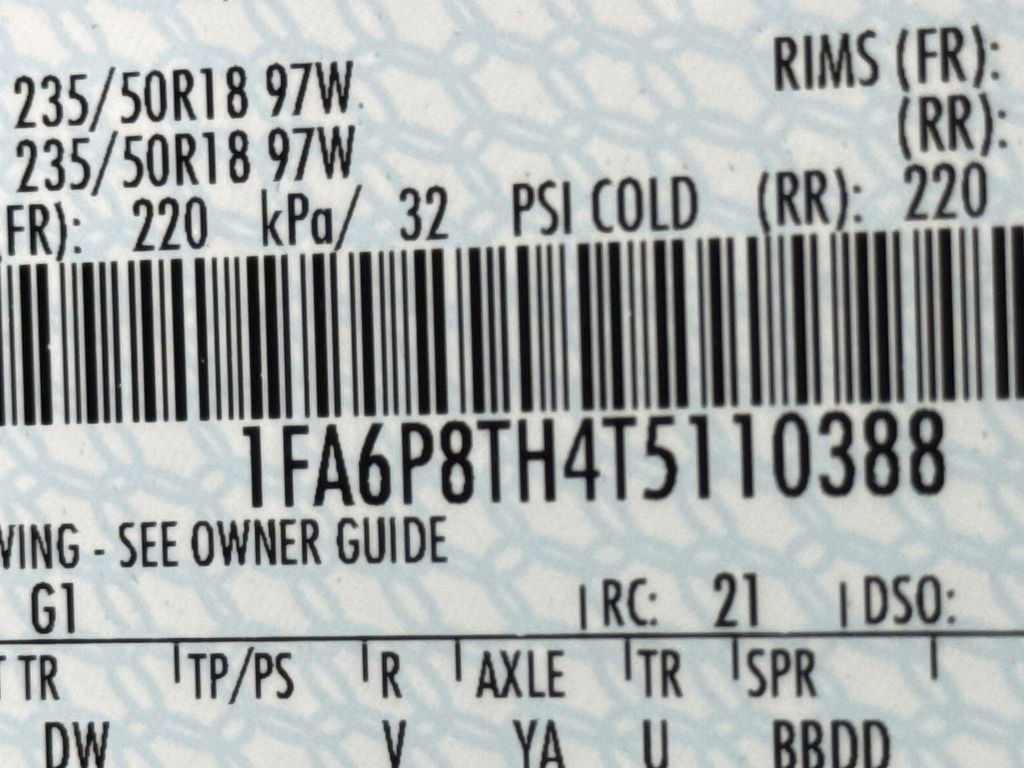 RIMS (FR):
235/50R18 97W
(RR):
235/50R18 97W
(FR): 220 kPa/ 32 PSI COLD (RR): 220
1FA6P8TH4T5110388
- SEE OWNER GUIDE
G1 | RC: 21 | DSO:
TR | TP/PS | R | AXLE | TR | SPR |
DW V YA U BBDD